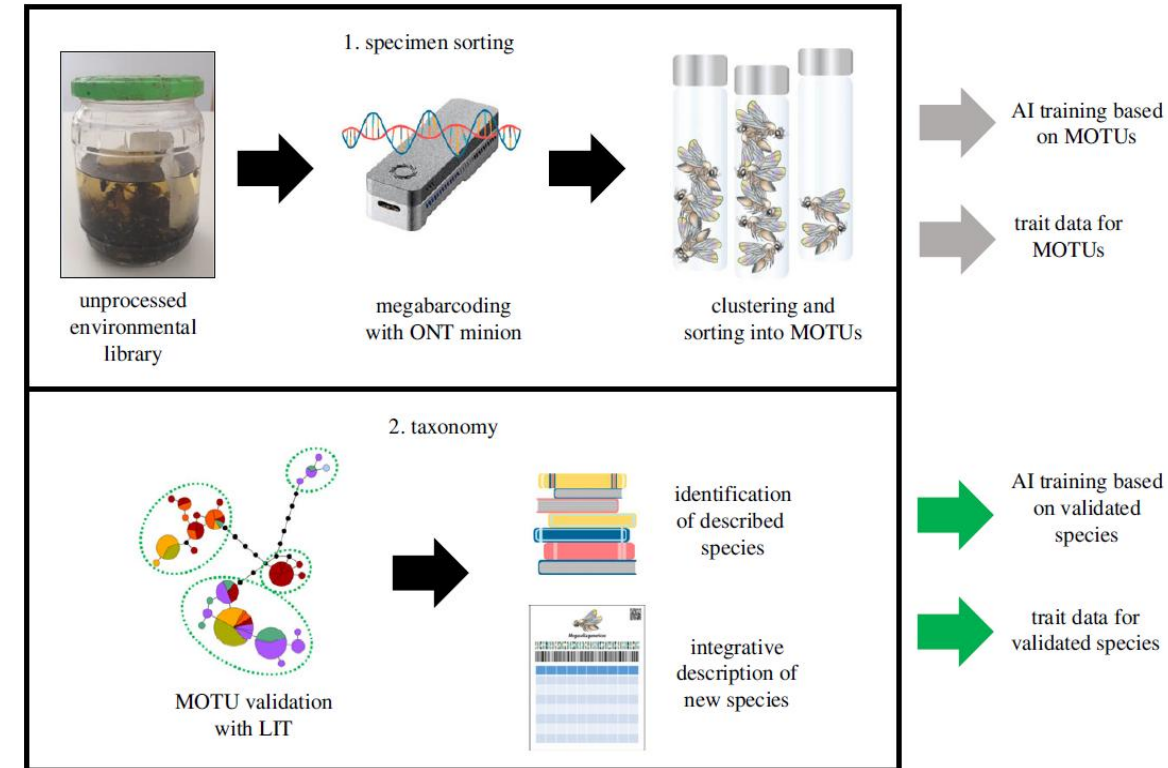 1. specimen sorting
unprocessed
environmental
library
megabarcoding
with ONT minion
clustering and
sorting into MOTUs
AI training based
on MOTUs
trait data for
MOTUs
2. taxonomy
MOTU validation
with LIT
identification
of described
species
integrative
description of
new species
AI training based
on validated
species
trait data for
validated species